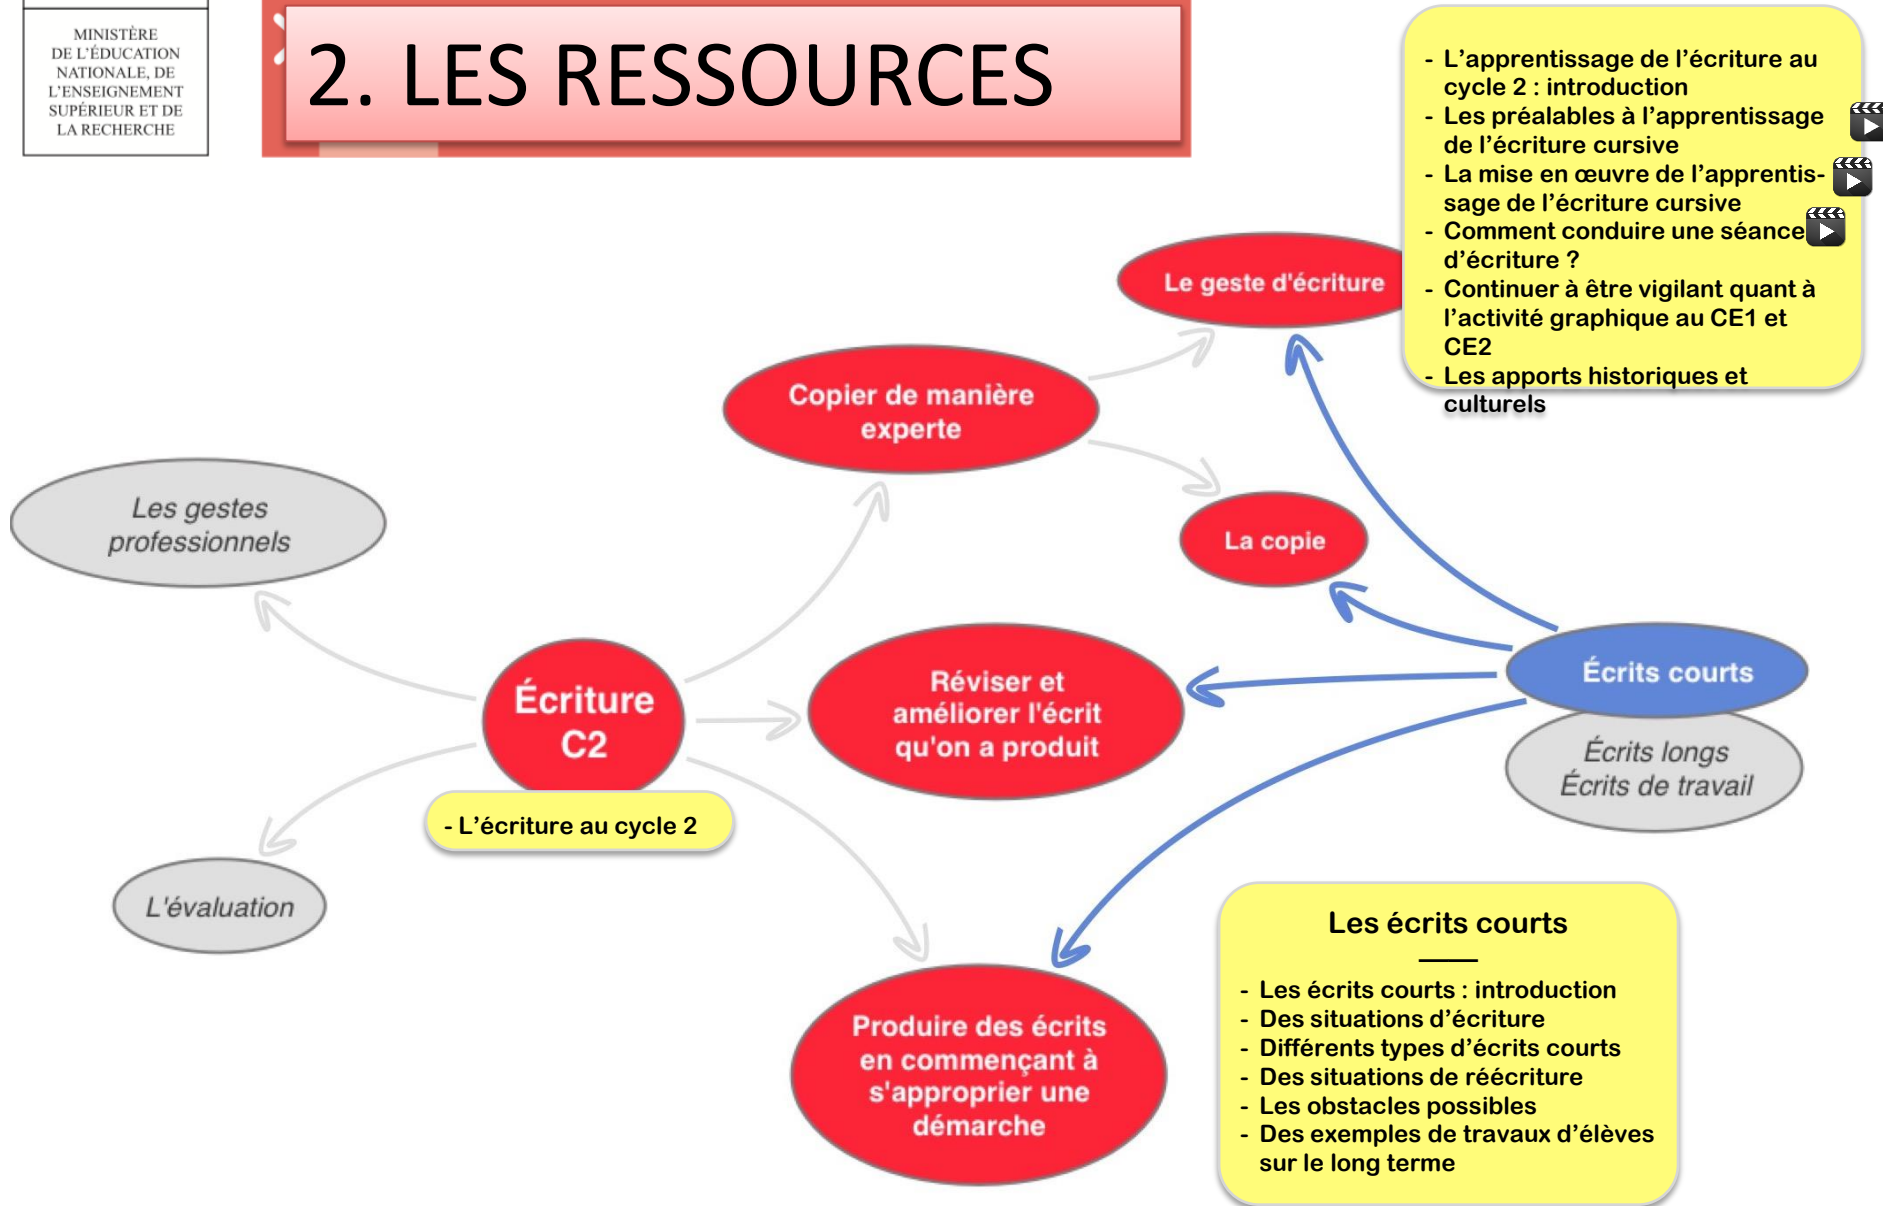 MINISTÈRE
DE L'ÉDUCATION
NATIONALE, DE
L'ENSEIGNEMENT
SUPÉRIEUR ET DE
LA RECHERCHE
2. LES RESSOURCES
- L'apprentissage de l'écriture au
cycle 2 : introduction
- Les préalables à l'apprentissage
de l'écriture cursive
- La mise en œuvre de l'apprentis-
sage de l'écriture cursive
- Comment conduire une séance
d'écriture ?
- Continuer à être vigilant quant à
l'activité graphique au CE1 et
CE2
- Les apports historiques et
culturels
Le geste d'écriture
Copier de manière
experte
La copie
Les gestes
professionnels
Écriture
C2
- L'écriture au cycle 2
Réviser et
améliorer l'écrit
qu'on a produit
Écrits courts
Écrits longs
Écrits de travail
L'évaluation
Produire des écrits
en commençant à
s'approprier une
démarche
Les écrits courts
- Les écrits courts : introduction
- Des situations d'écriture
- Différents types d'écrits courts
- Des situations de réécriture
- Les obstacles possibles
- Des exemples de travaux d'élèves
sur le long terme